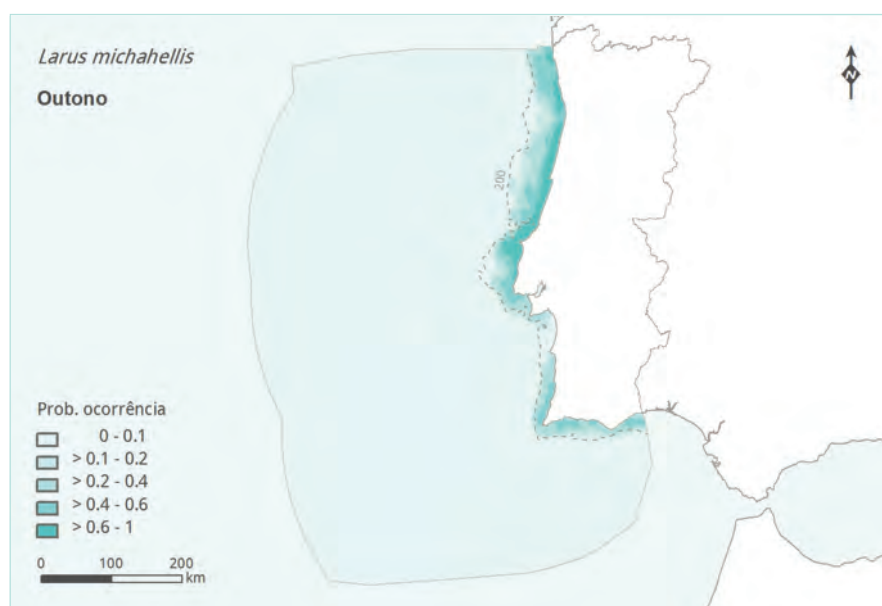 Larus michahellis
Outono
N
200
Prob. ocorrência
0 - 0.1
> 0.1 - 0.2
> 0.2 - 0.4
> 0.4 - 0.6
> 0.6 - 1
0 100 200
km